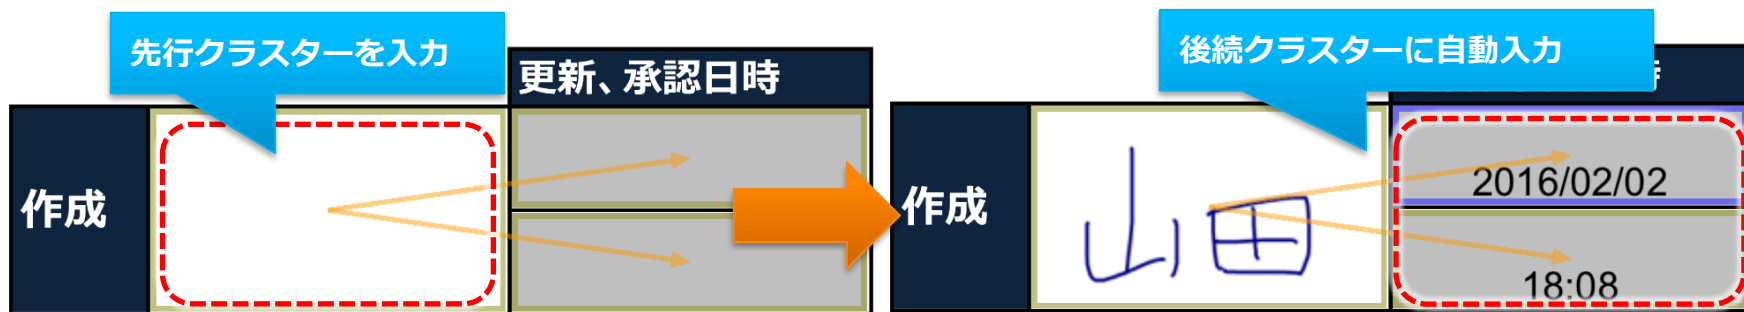 先行クラスターを入力
更新、承認日時
作成
後続クラスターに自動入力
時
作成
山田
2016/02/02
18:08